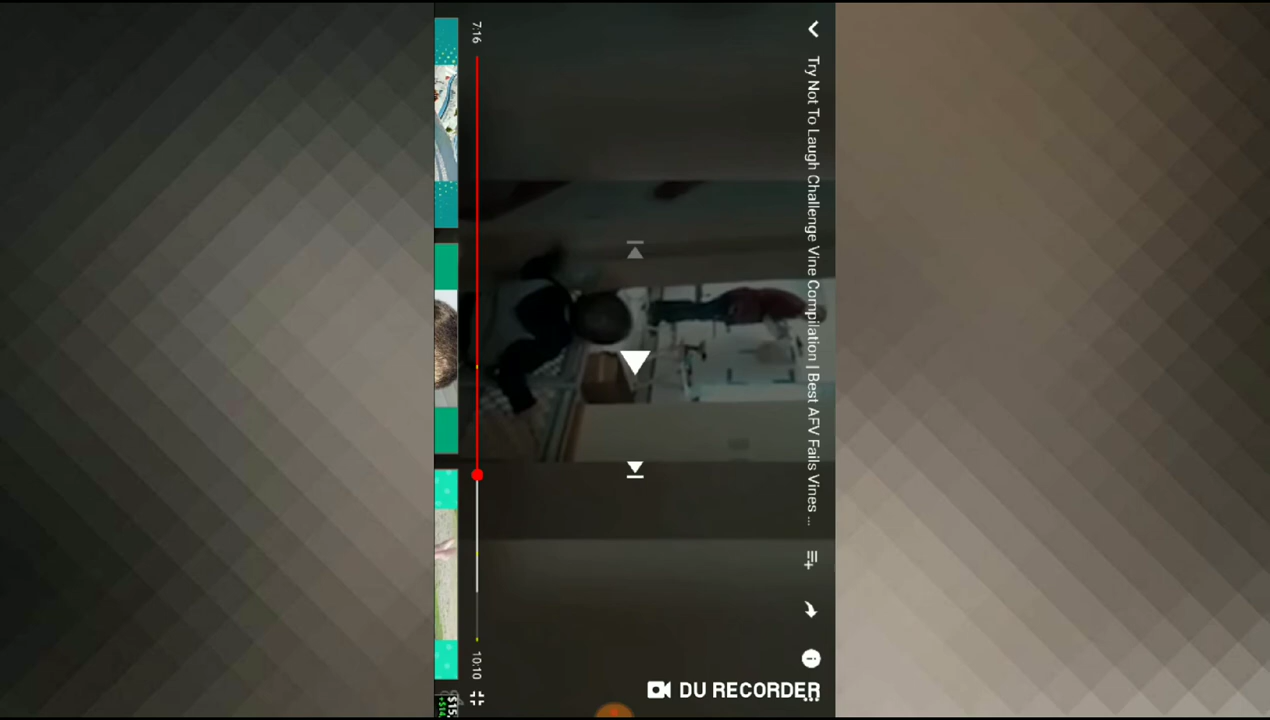 Try Not To Laugh Challenge Vine Compilation | Best AFV Fails Vines ...
7:16
10:10
DU RECORDER